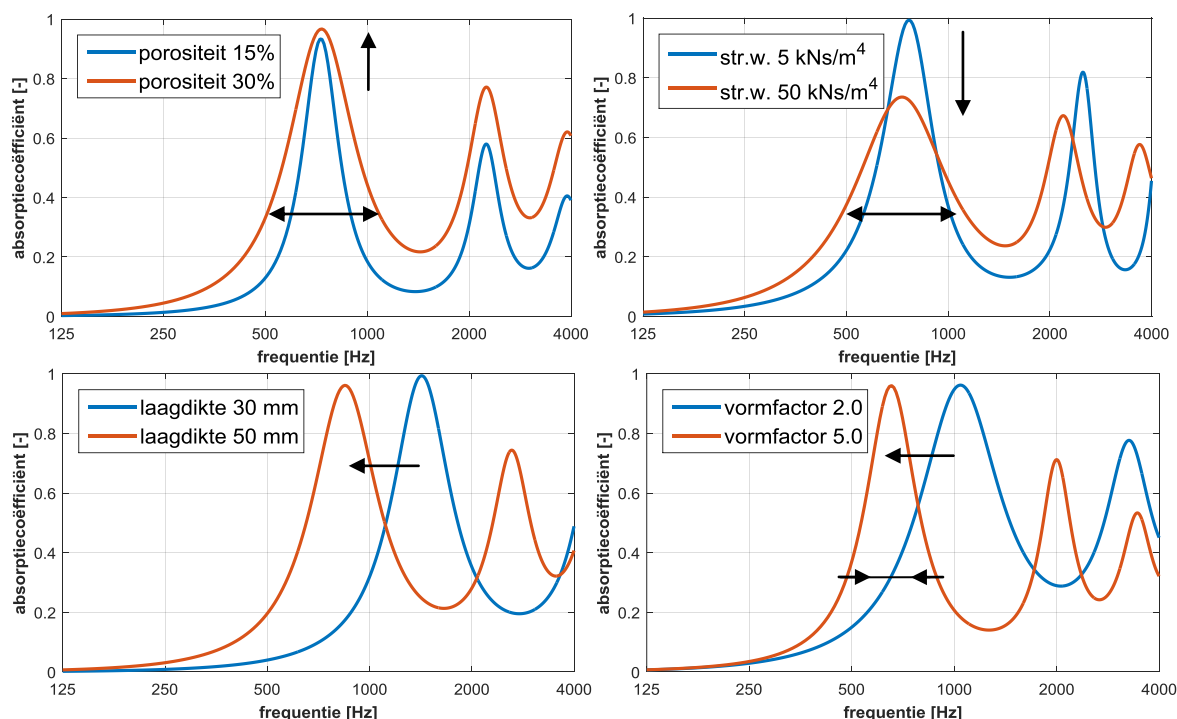 absorptiecoëfficiënt [-]
1
0.8
0.6
0.4
0.2
0
porositeit 15%
porositeit 30%
125 250 500 1000 2000 4000
frequentie [Hz]
absorptiecoëfficiënt [-]
1
0.8
0.6
0.4
0.2
0
str.w. 5 kNs/m⁴
str.w. 50 kNs/m⁴
125 250 500 1000 2000 4000
frequentie [Hz]
absorptiecoëfficiënt [-]
1
0.8
0.6
0.4
0.2
0
laagdikte 30 mm
laagdikte 50 mm
125 250 500 1000 2000 4000
frequentie [Hz]
absorptiecoëfficiënt [-]
1
0.8
0.6
0.4
0.2
0
vormfactor 2.0
vormfactor 5.0
125 250 500 1000 2000 4000
frequentie [Hz]